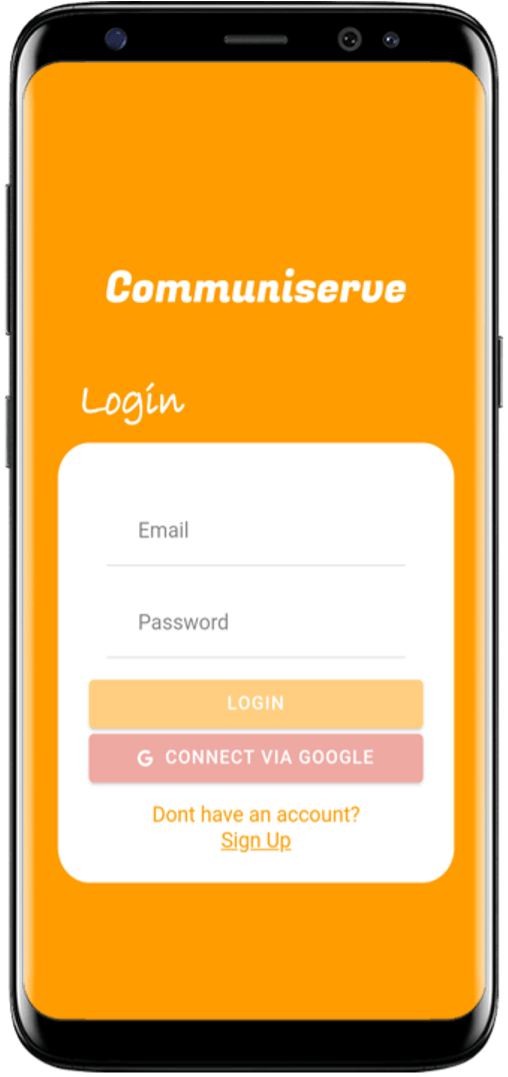 Communiserve
Login
Email
Password
LOGIN
G CONNECT VIA GOOGLE
Dont have an account?
Sign Up